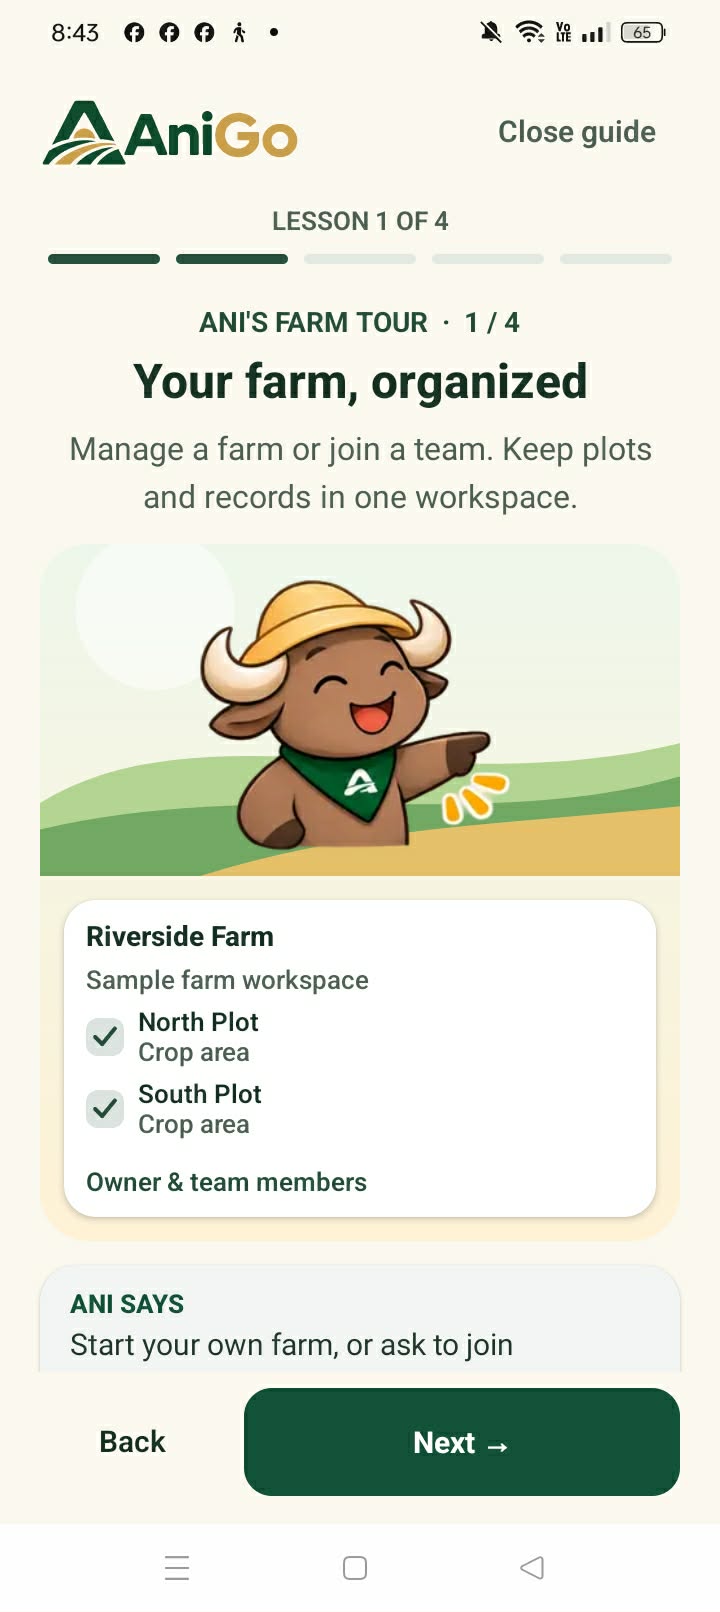 8:43
Vo LTE
65
AniGo
Close guide
LESSON 1 OF 4
ANI'S FARM TOUR · 1 / 4
Your farm, organized
Manage a farm or join a team. Keep plots
and records in one workspace.
Riverside Farm
Sample farm workspace
North Plot
Crop area
South Plot
Crop area
Owner & team members
ANI SAYS
Start your own farm, or ask to join
Back
Next →